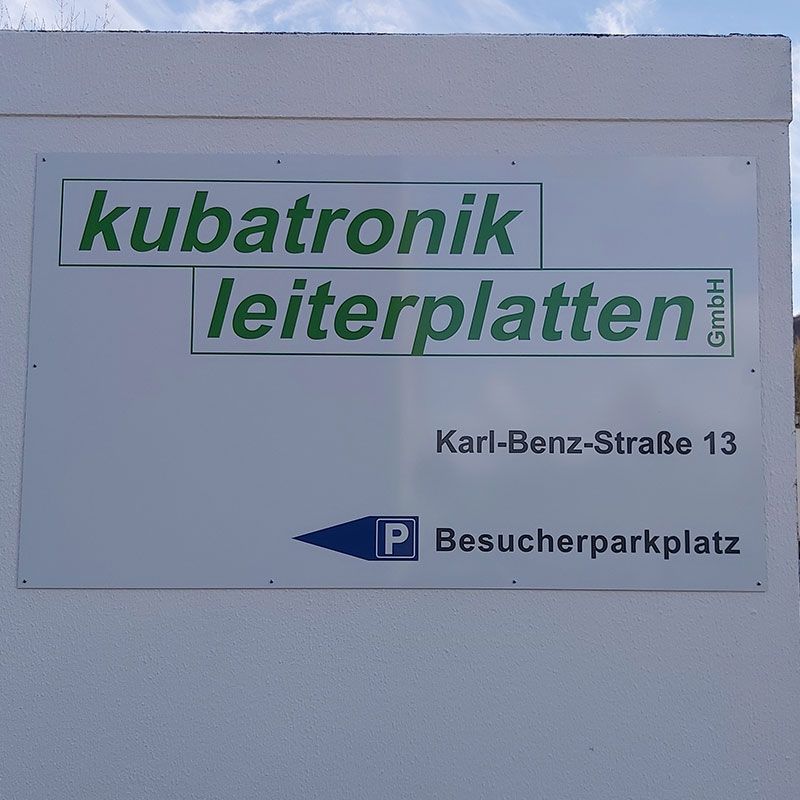 kubatronik
leiterplatten GmbH
Karl-Benz-Straße 13
P Besucherparkplatz